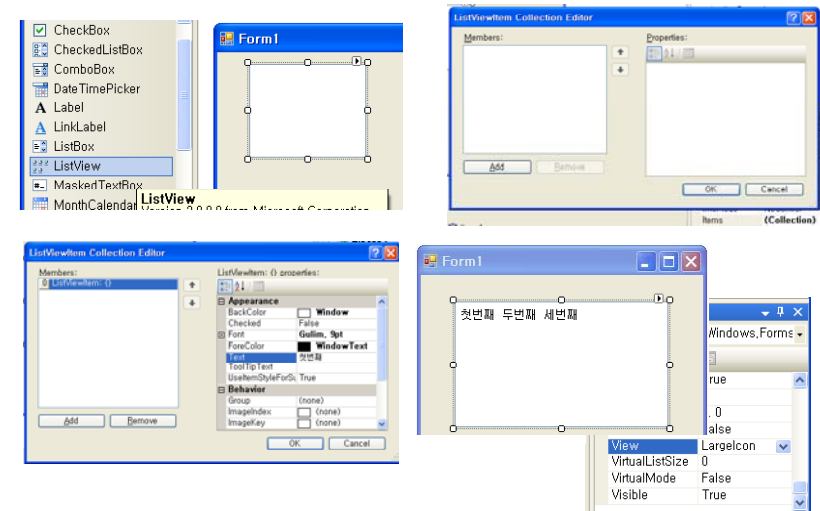 CheckBox
CheckedListBox
ComboBox
DateTimePicker
A Label
A LinkLabel
ListBox
ListView
MaskedTextBox
MonthCalendar
ListView
from Microsoft Corporation
Form1
ListViewItem Collection Editor
Members:
Properties:
Add
Remove
OK
Cancel
Items (Collection)
ListViewItem Collection Editor
Members:
0 ListViewItem: {}
ListViewItem: {} properties:
Appearance
BackColor Window
Checked False
Font Gulim, 9pt
ForeColor WindowText
Text 첫번째
ToolTipText
UseItemStyleForSu True
Behavior
Group (none)
ImageIndex (none)
ImageKey (none)
Add
Remove
OK
Cancel
Form1
첫번째 두번째 세번째
Windows,Forms
rue
, 0
alse
View LargeIcon
VirtualListSize 0
VirtualMode False
Visible True